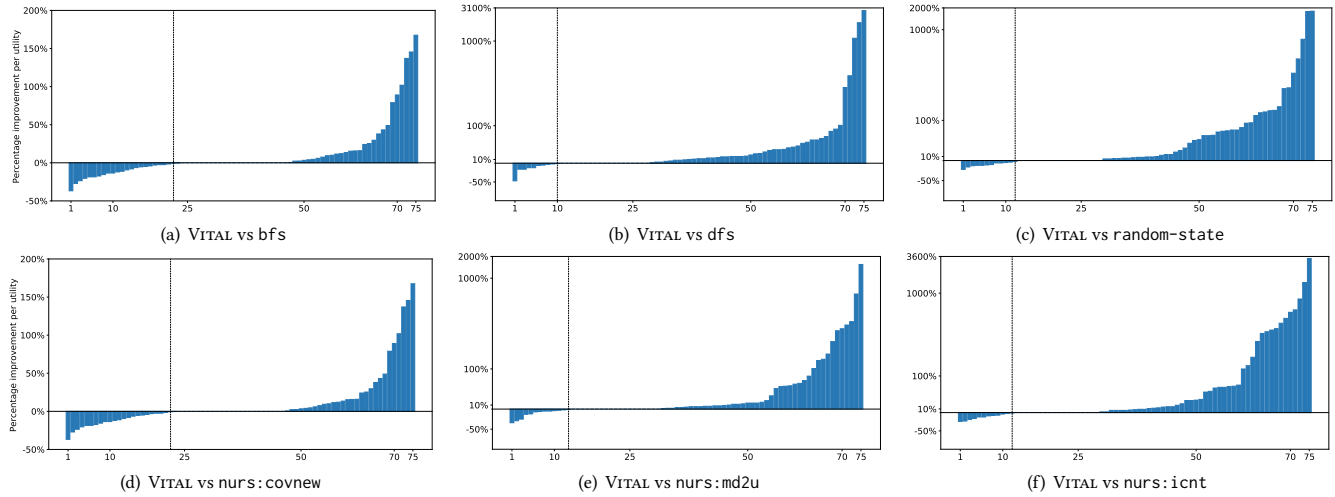 200%
150%
100%
50%
0%
-50%
Percentage improvement per utility
1 10 25 50 70 75
(a) VITAL vs bfs
3100%
1000%
100%
10%
-50%
1 10 25 50 70 75
(b) VITAL vs dfs
2000%
1000%
100%
10%
-50%
1 10 25 50 70 75
(c) VITAL vs random-state
200%
150%
100%
50%
0%
-50%
Percentage improvement per utility
1 10 25 50 70 75
(d) VITAL vs nurs:covnew
2000%
1000%
100%
10%
-50%
1 10 25 50 70 75
(e) VITAL vs nurs:md2u
3600%
1000%
100%
10%
-50%
1 10 25 50 70 75
(f) VITAL vs nurs:icnt